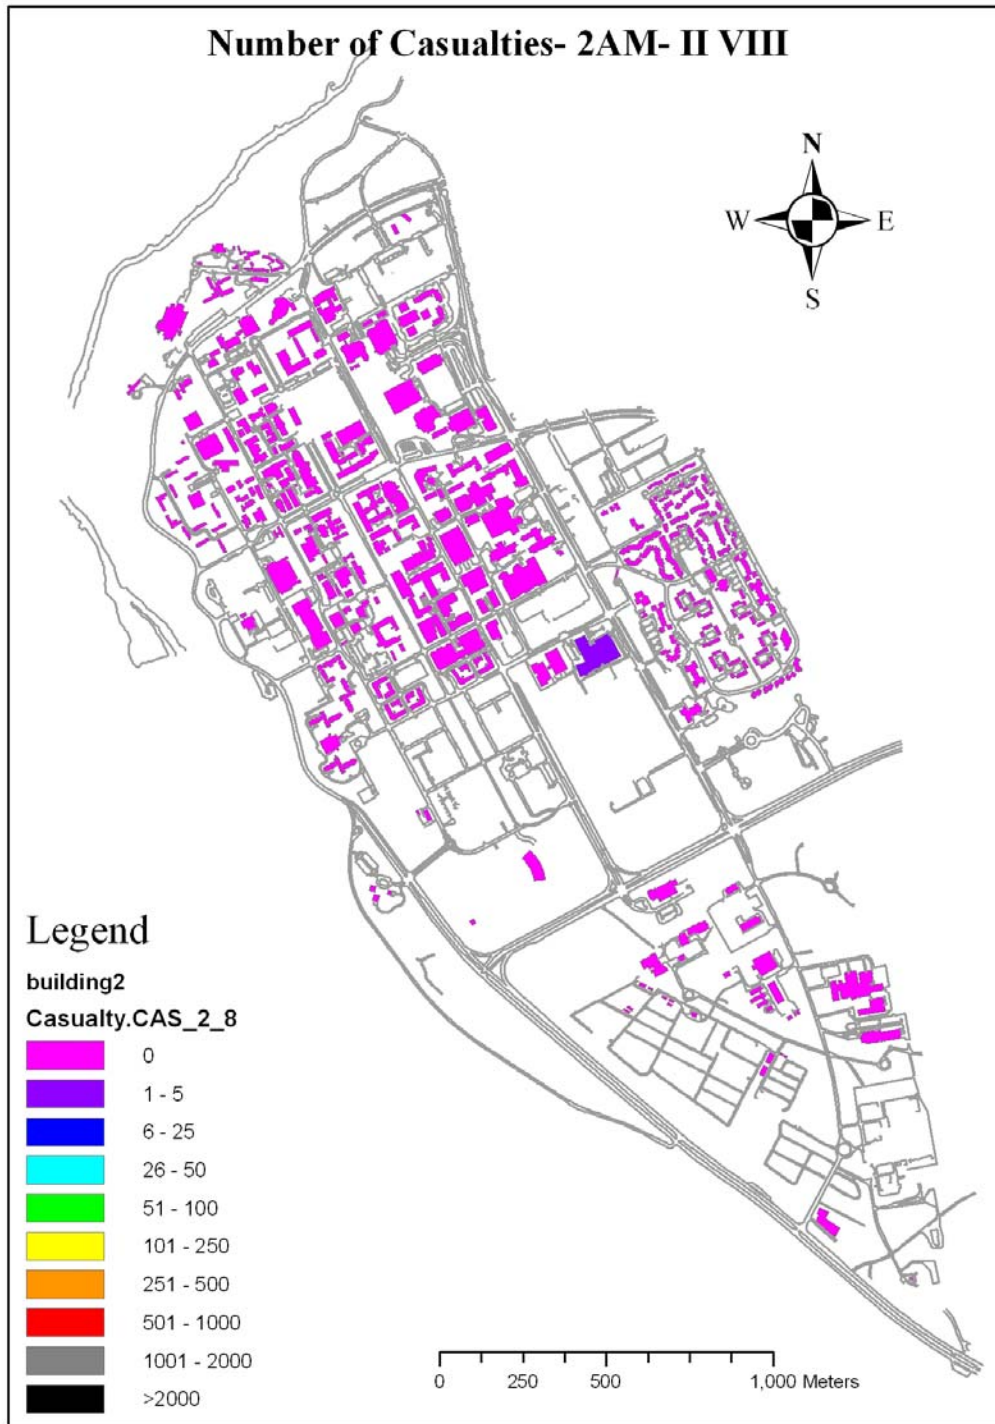 Number of Casualties- 2AM- II VIII
N
W E
S
Legend
building2
Casualty.CAS_2_8
0
1 - 5
6 - 25
26 - 50
51 - 100
101 - 250
251 - 500
501 - 1000
1001 - 2000
>2000
0 250 500 1,000 Meters